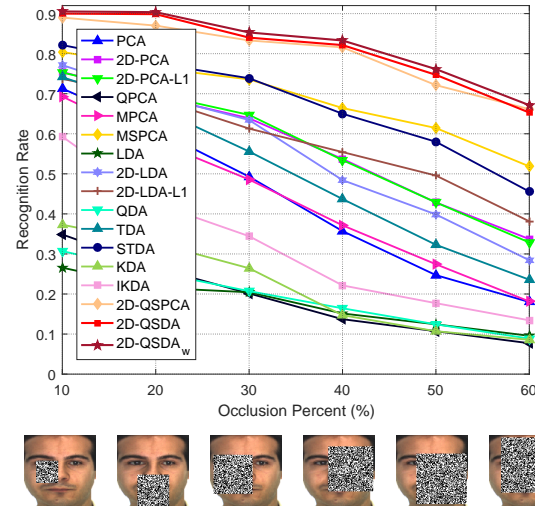 0.9
0.8
0.7
0.6
0.5
0.4
0.3
0.2
0.1
0
Recognition Rate
PCA
2D-PCA
2D-PCA-L1
QPCA
MPCA
MSPCA
LDA
2D-LDA
2D-LDA-L1
QDA
TDA
STDA
KDA
IKDA
2D-QSPCA
2D-QSDA
2D-QSDAw
10 20 30 40 50 60
Occlusion Percent (%)